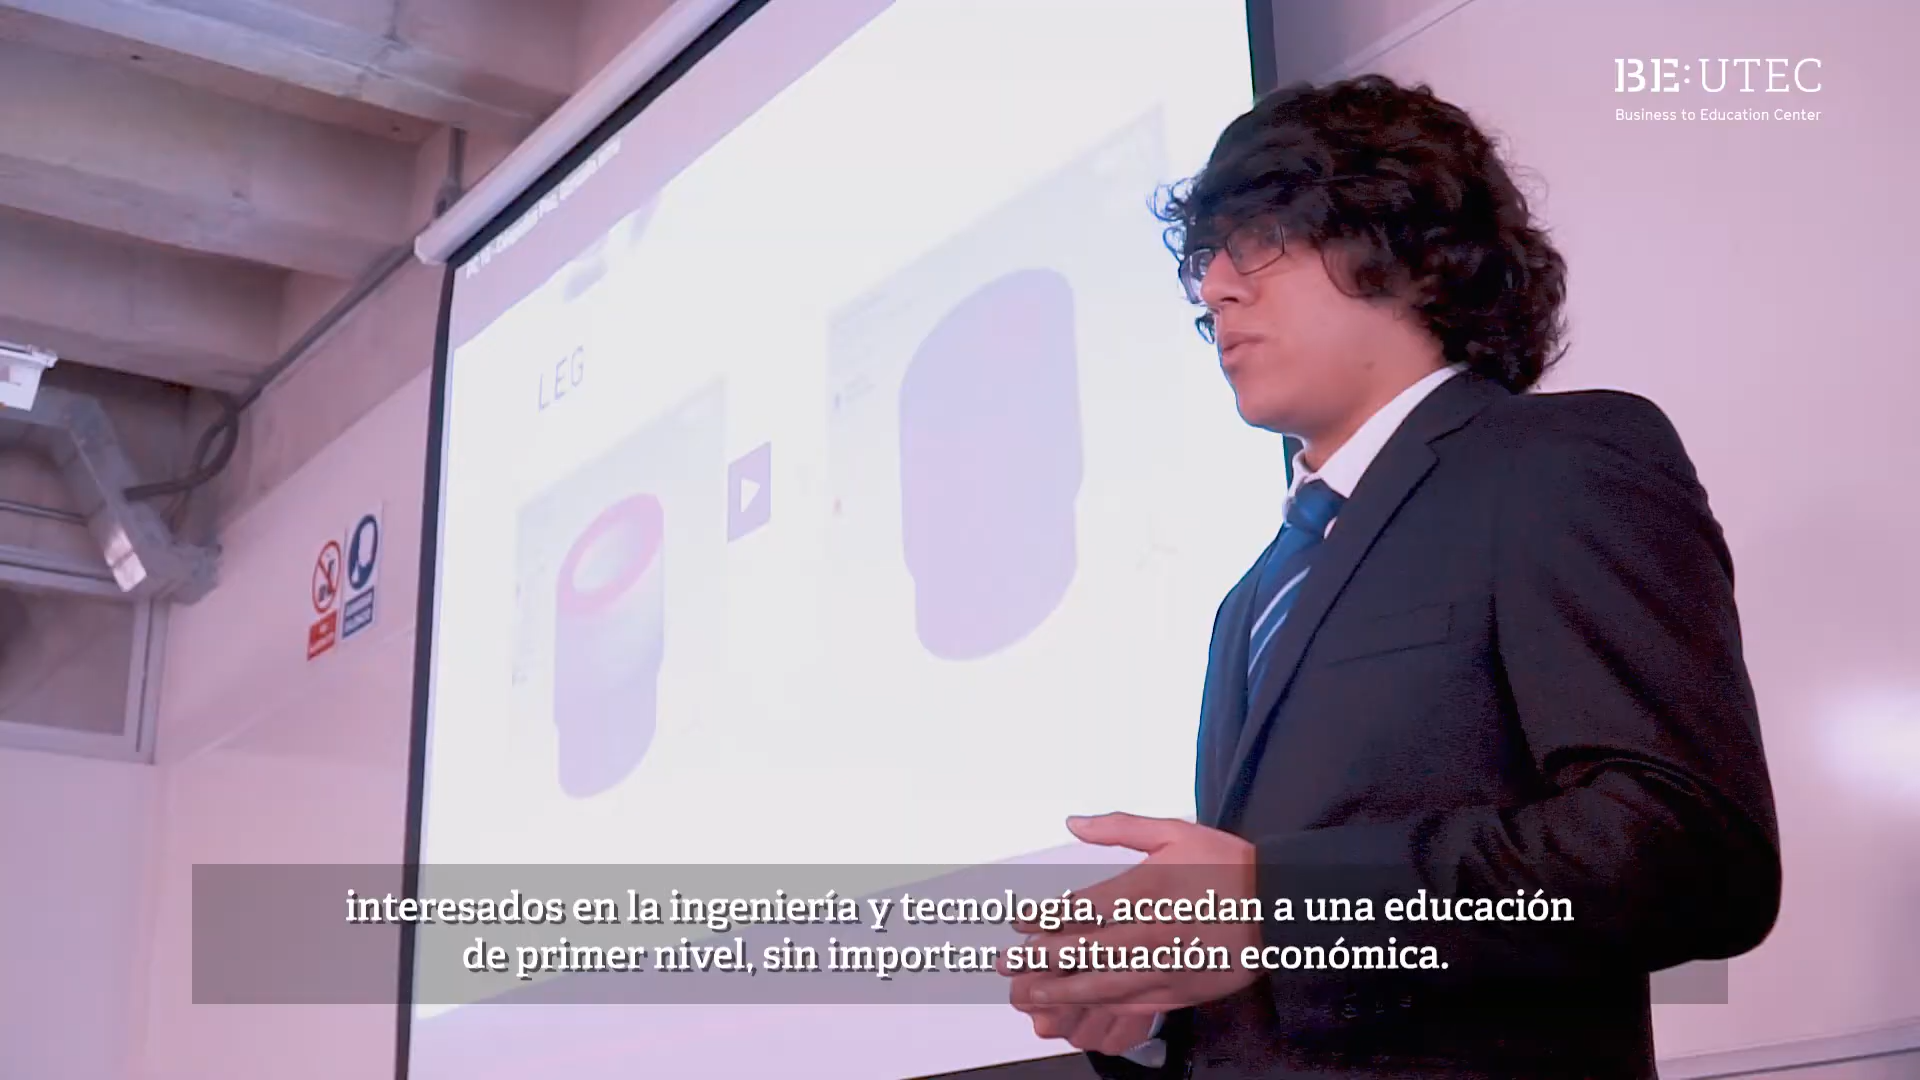 BE:UTEC
Business to Education Center
LEG
interesados en la ingeniería y tecnología, accedan a una educación
de primer nivel, sin importar su situación económica.